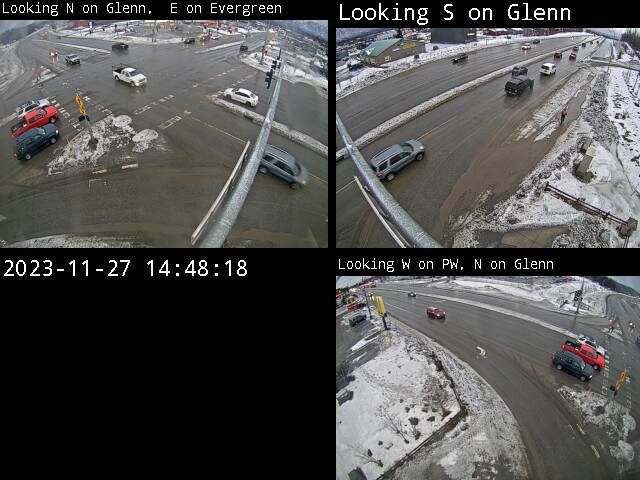 Looking N on Glenn, E on Evergreen
Looking S on Glenn
2023-11-27 14:48:18
Looking W on PW, N on Glenn